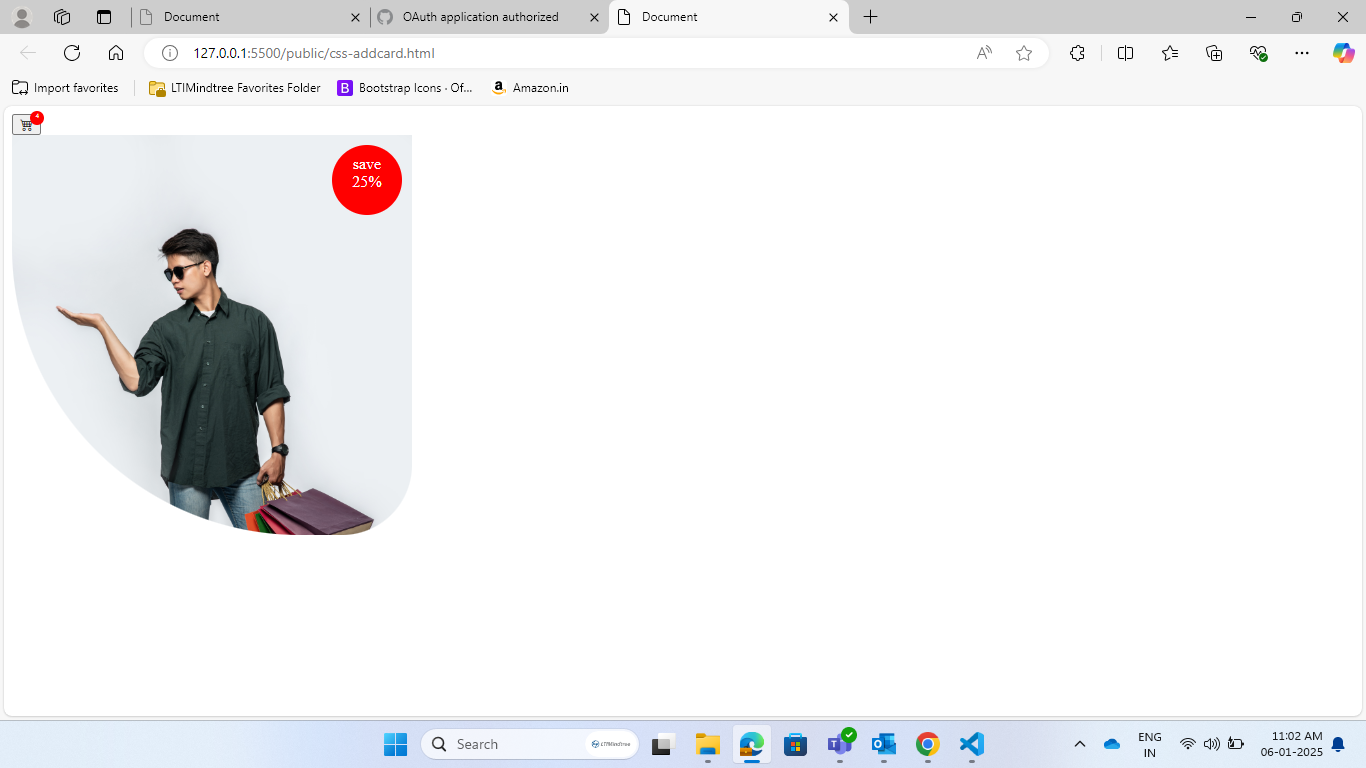 Document
OAuth application authorized
Document
127.0.0.1:5500/public/css-addcard.html
Import favorites
LTIMindtree Favorites Folder
Bootstrap Icons · Of...
Amazon.in
4
save
25%
Search
LTIMindtree
ENG
IN
11:02 AM
06-01-2025